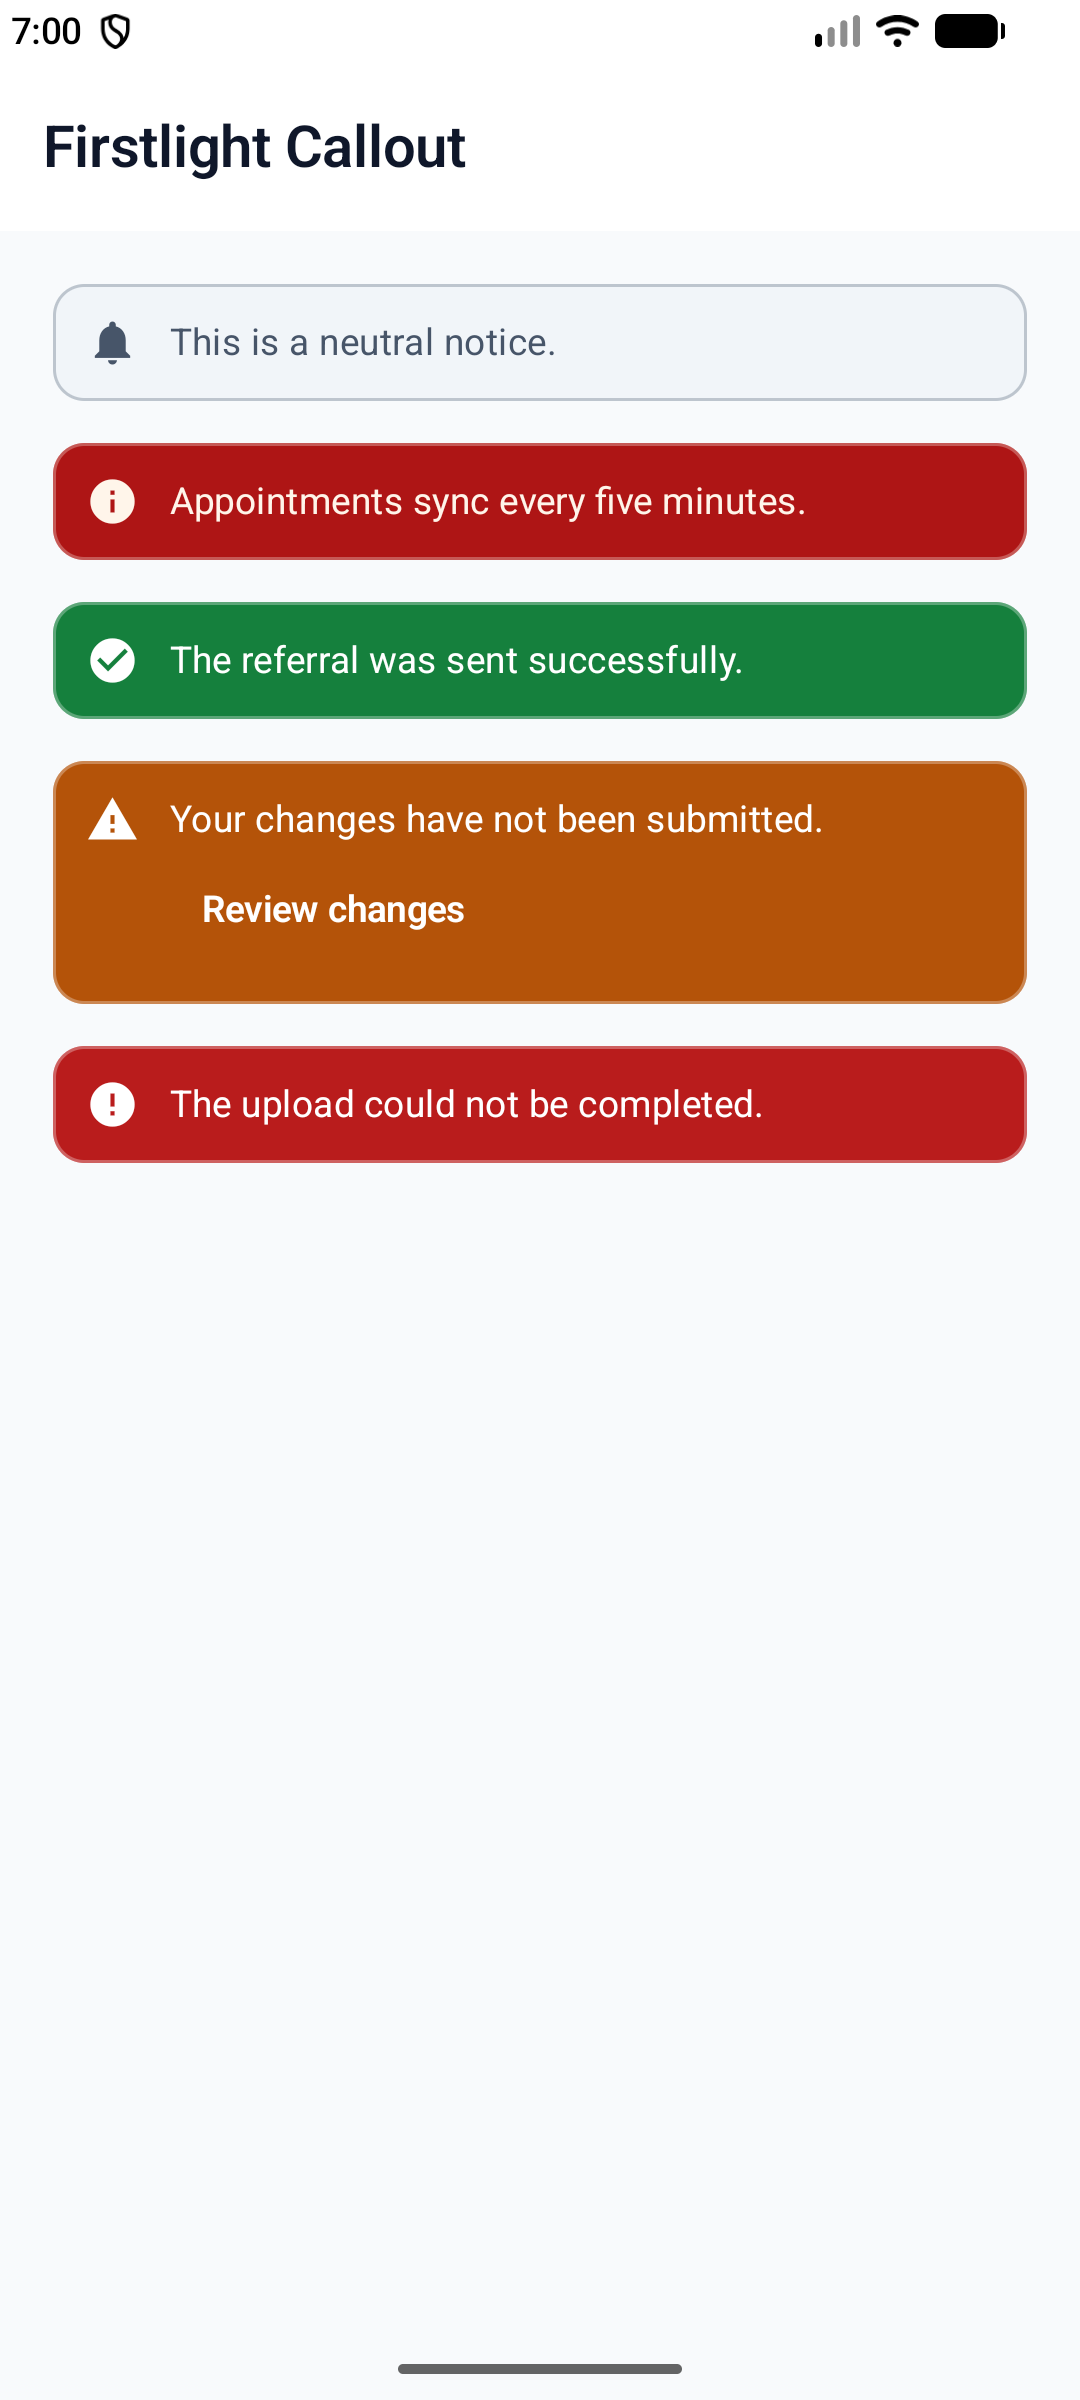 7:00
Firstlight Callout
This is a neutral notice.
Appointments sync every five minutes.
The referral was sent successfully.
Your changes have not been submitted.
Review changes
The upload could not be completed.